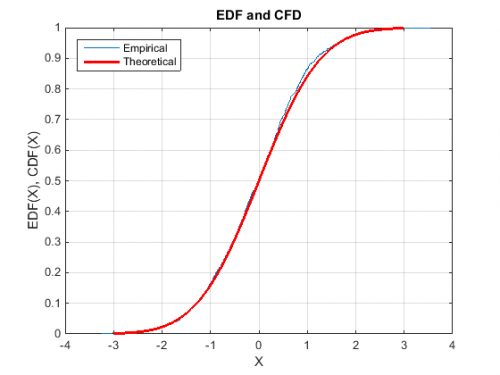 EDF and CFD
Empirical
Theoretical
EDF(X), CDF(X)
1
0.9
0.8
0.7
0.6
0.5
0.4
0.3
0.2
0.1
0
-4 -3 -2 -1 0 1 2 3 4
X